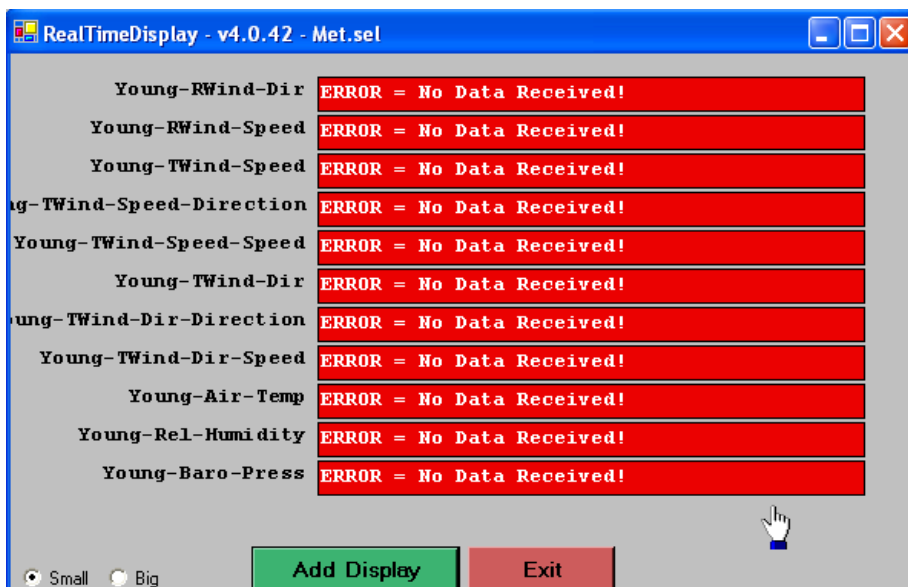 RealTimeDisplay - v4.0.42 - Met.sel
Young-RWind-Dir ERROR = No Data Received!
Young-RWind-Speed ERROR = No Data Received!
Young-TWind-Speed ERROR = No Data Received!
ng-TWind-Speed-Direction ERROR = No Data Received!
Young-TWind-Speed-Speed ERROR = No Data Received!
Young-TWind-Dir ERROR = No Data Received!
oung-TWind-Dir-Direction ERROR = No Data Received!
Young-TWind-Dir-Speed ERROR = No Data Received!
Young-Air-Temp ERROR = No Data Received!
Young-Rel-Humidity ERROR = No Data Received!
Young-Baro-Press ERROR = No Data Received!
Small Big Add Display Exit